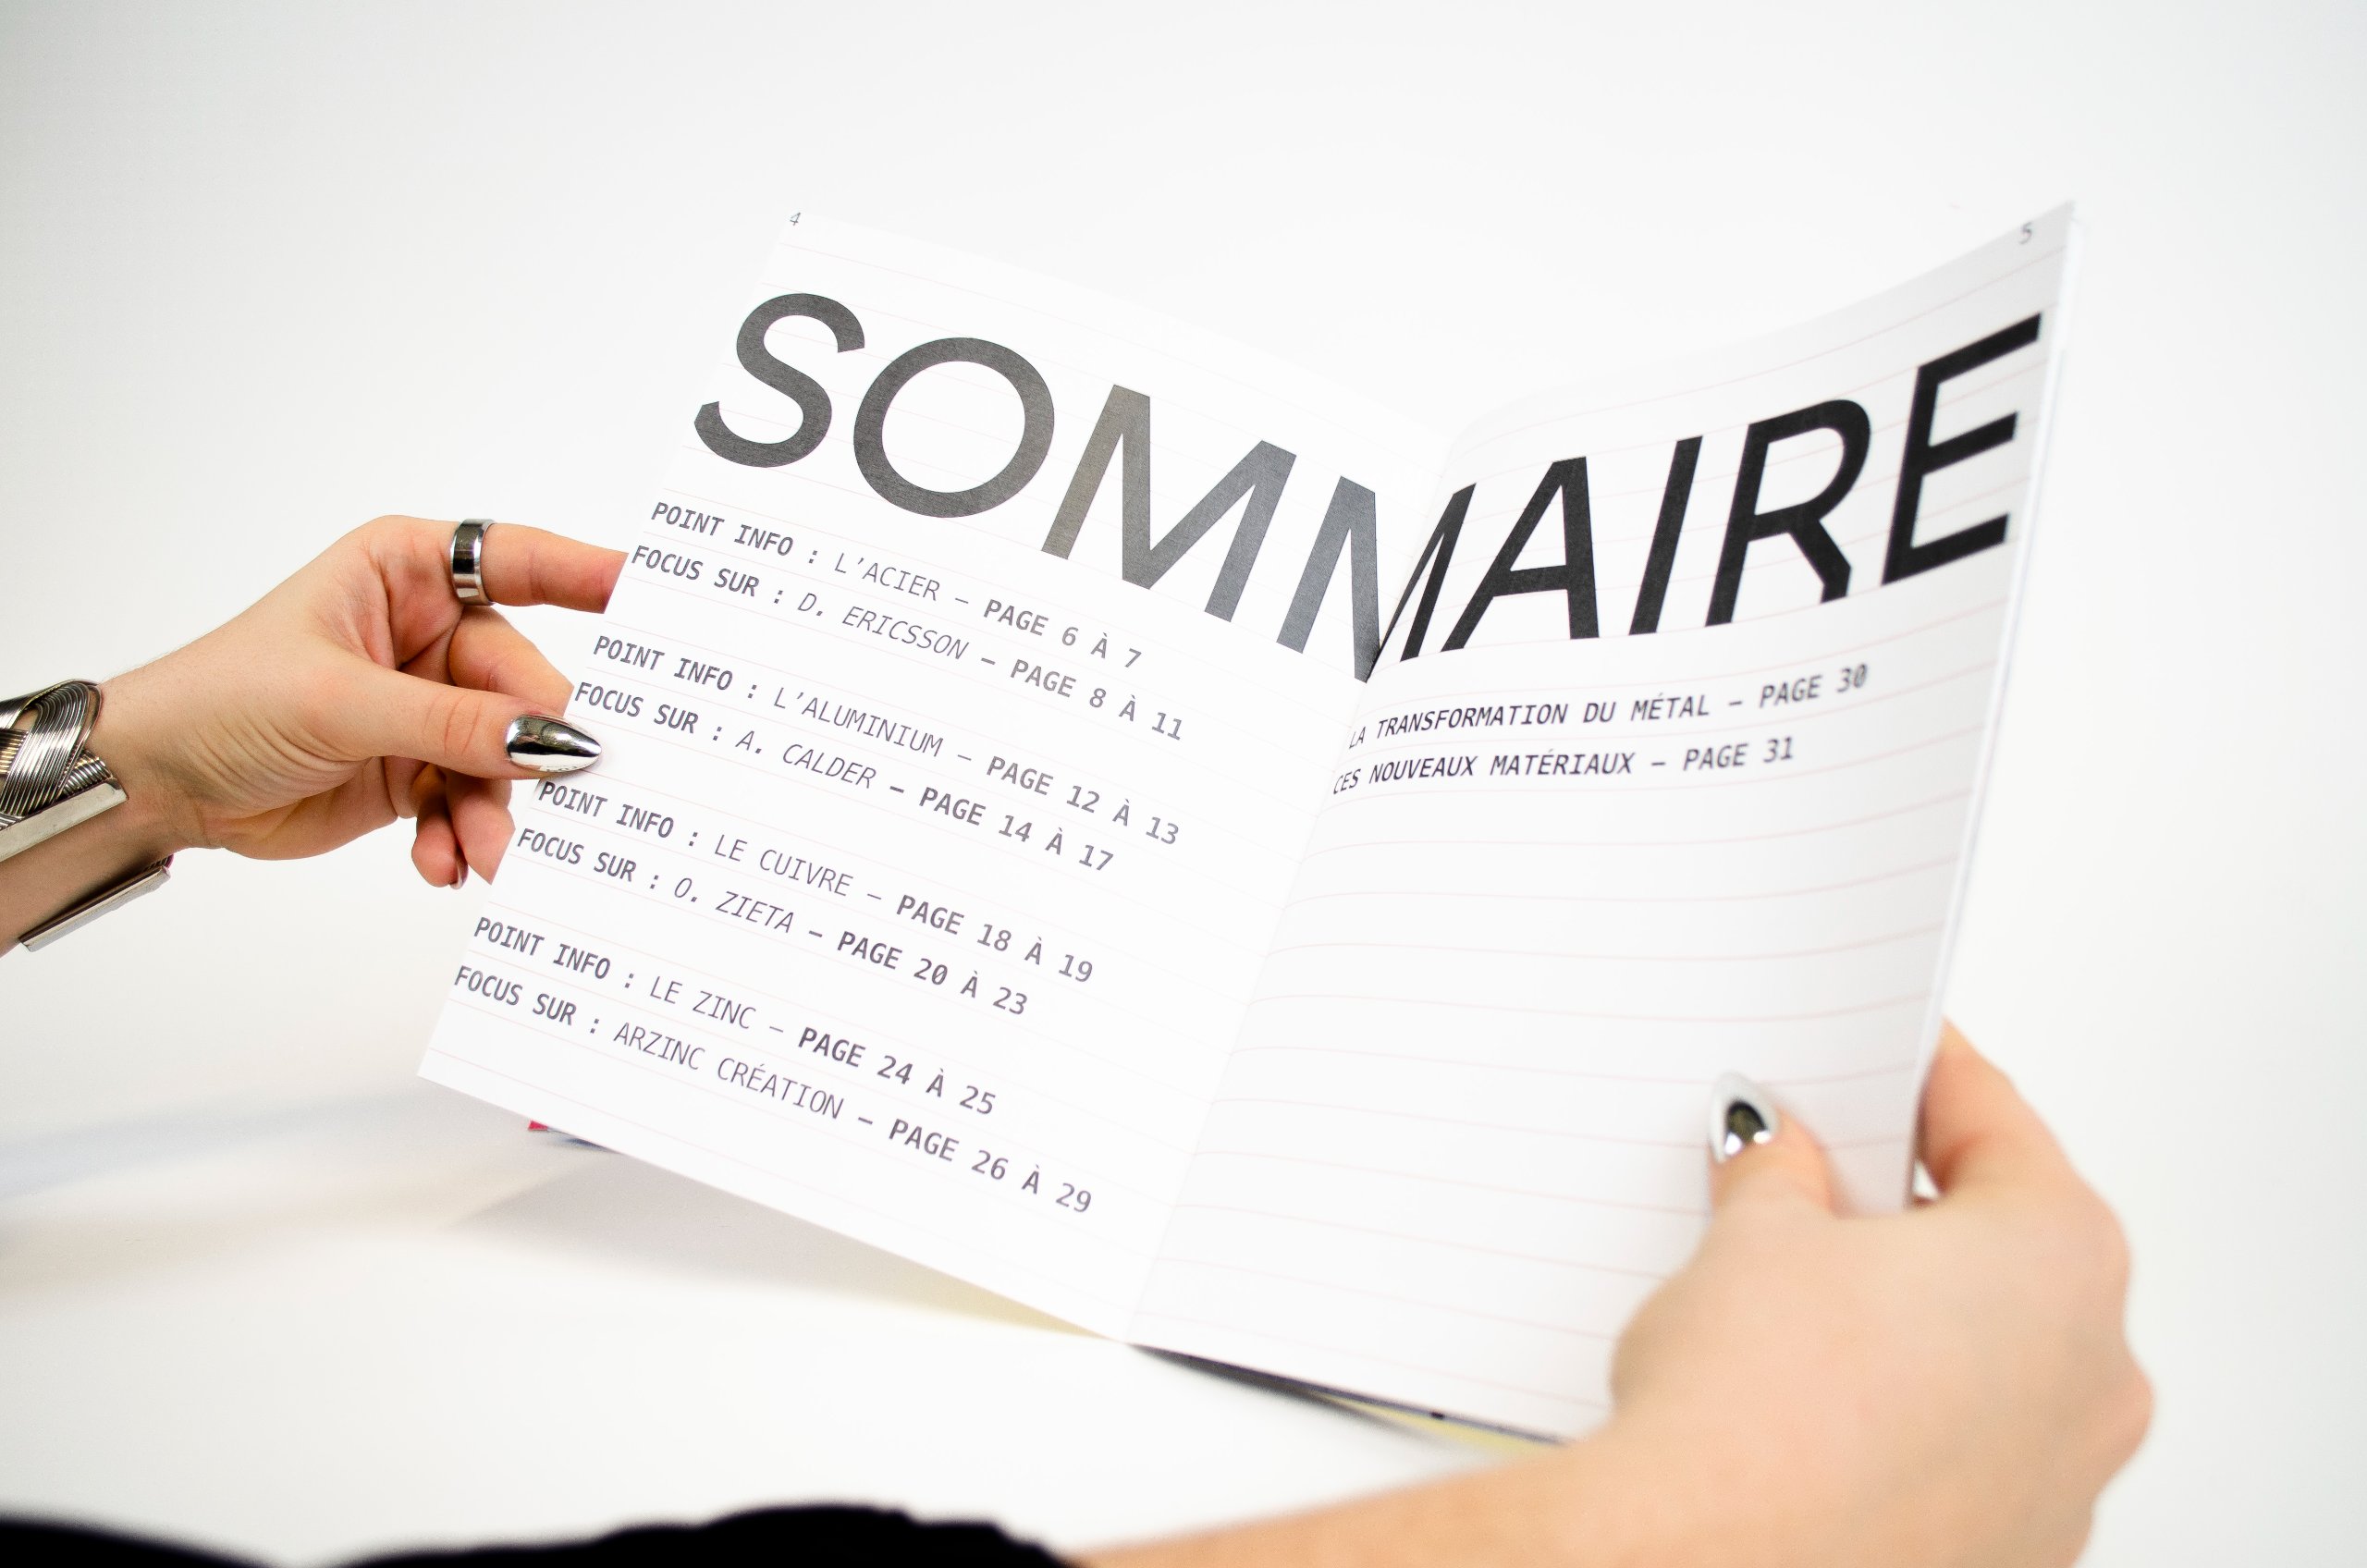 4
5
SOMMAIRE
POINT INFO : L'ACIER – PAGE 6 À 7
FOCUS SUR : D. ERICSSON – PAGE 8 À 11
POINT INFO : L'ALUMINIUM – PAGE 12 À 13
FOCUS SUR : A. CALDER – PAGE 14 À 17
POINT INFO : LE CUIVRE – PAGE 18 À 19
FOCUS SUR : O. ZIETA – PAGE 20 À 23
POINT INFO : LE ZINC – PAGE 24 À 25
FOCUS SUR : ARZINC CRÉATION – PAGE 26 À 29
LA TRANSFORMATION DU MÉTAL – PAGE 30
CES NOUVEAUX MATÉRIAUX – PAGE 31